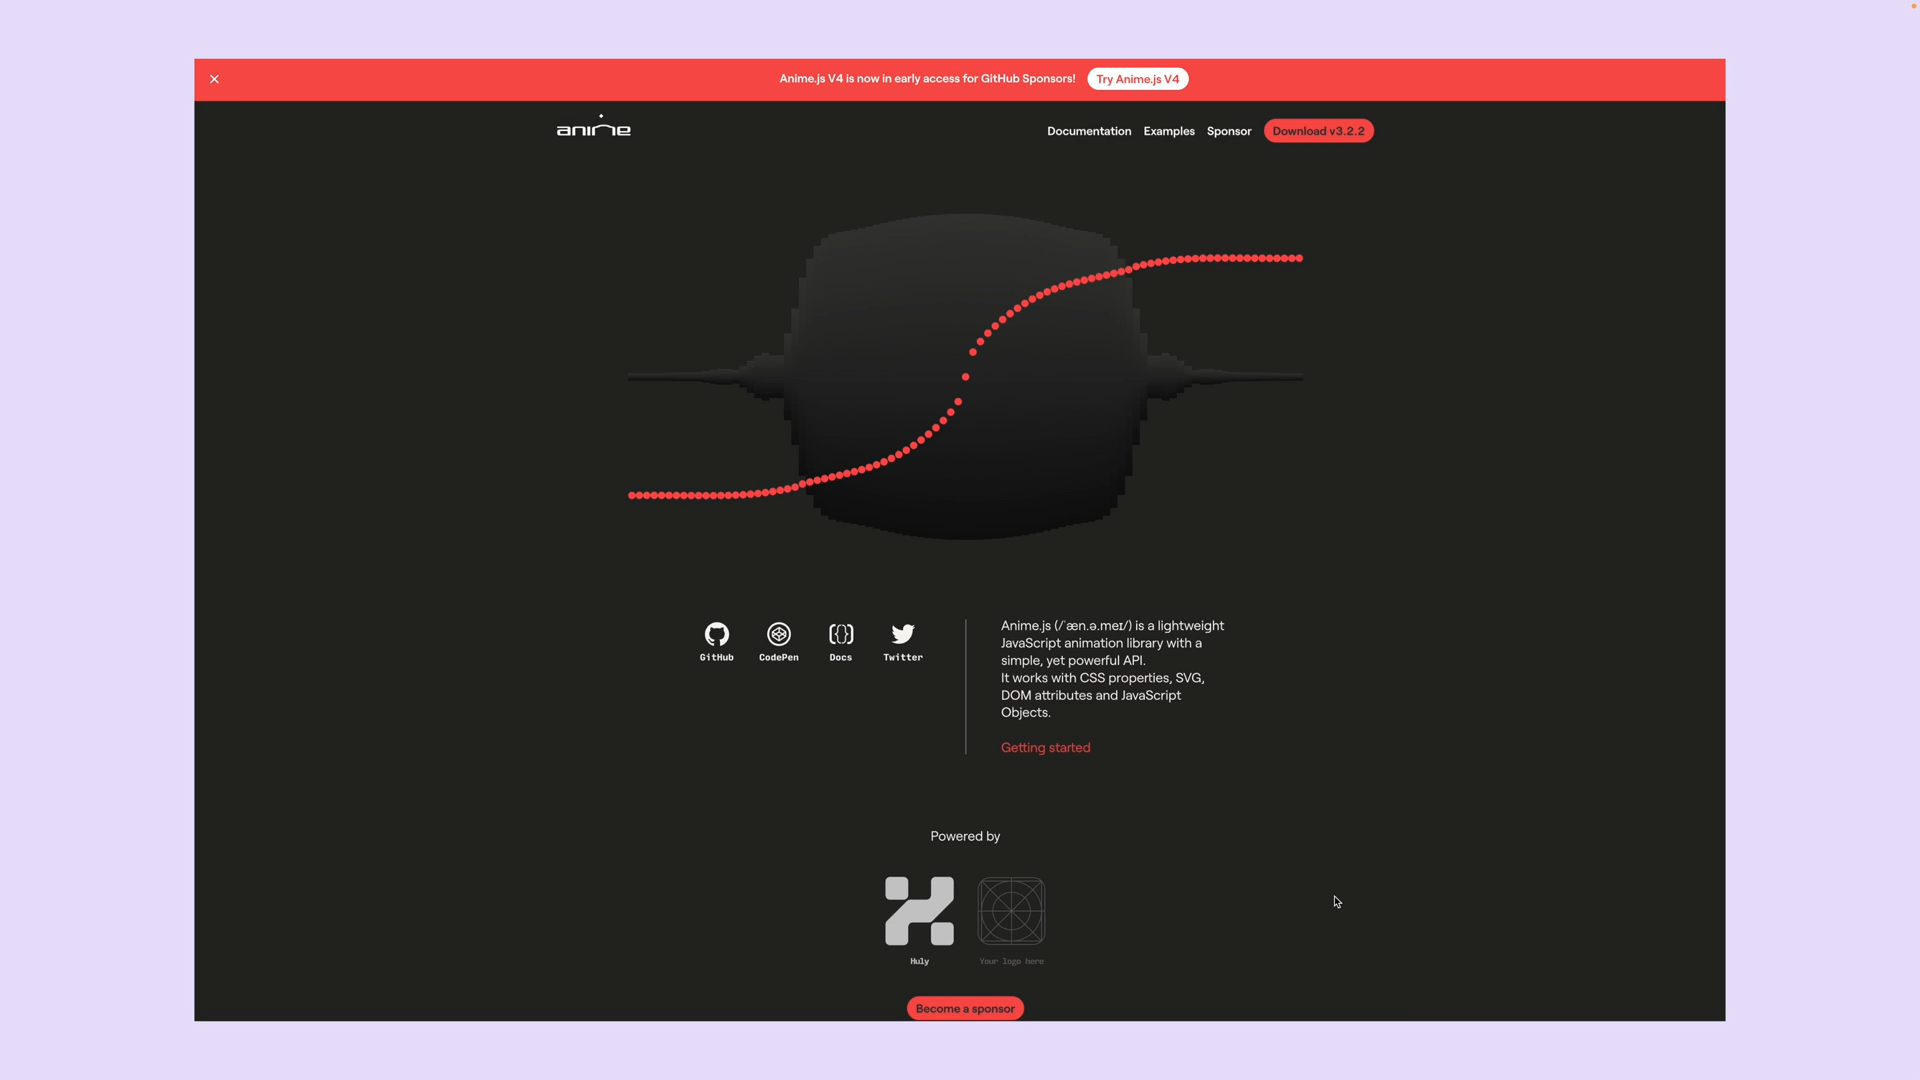 Anime.js V4 is now in early access for GitHub Sponsors! Try Anime.js V4
anime Documentation Examples Sponsor Download v3.2.2
GitHub CodePen Docs Twitter
Anime.js (/ˈæn.ə.meɪ/) is a lightweight
JavaScript animation library with a
simple, yet powerful API.
It works with CSS properties, SVG,
DOM attributes and JavaScript
Objects.
Getting started
Powered by
Huly Your logo here
Become a sponsor